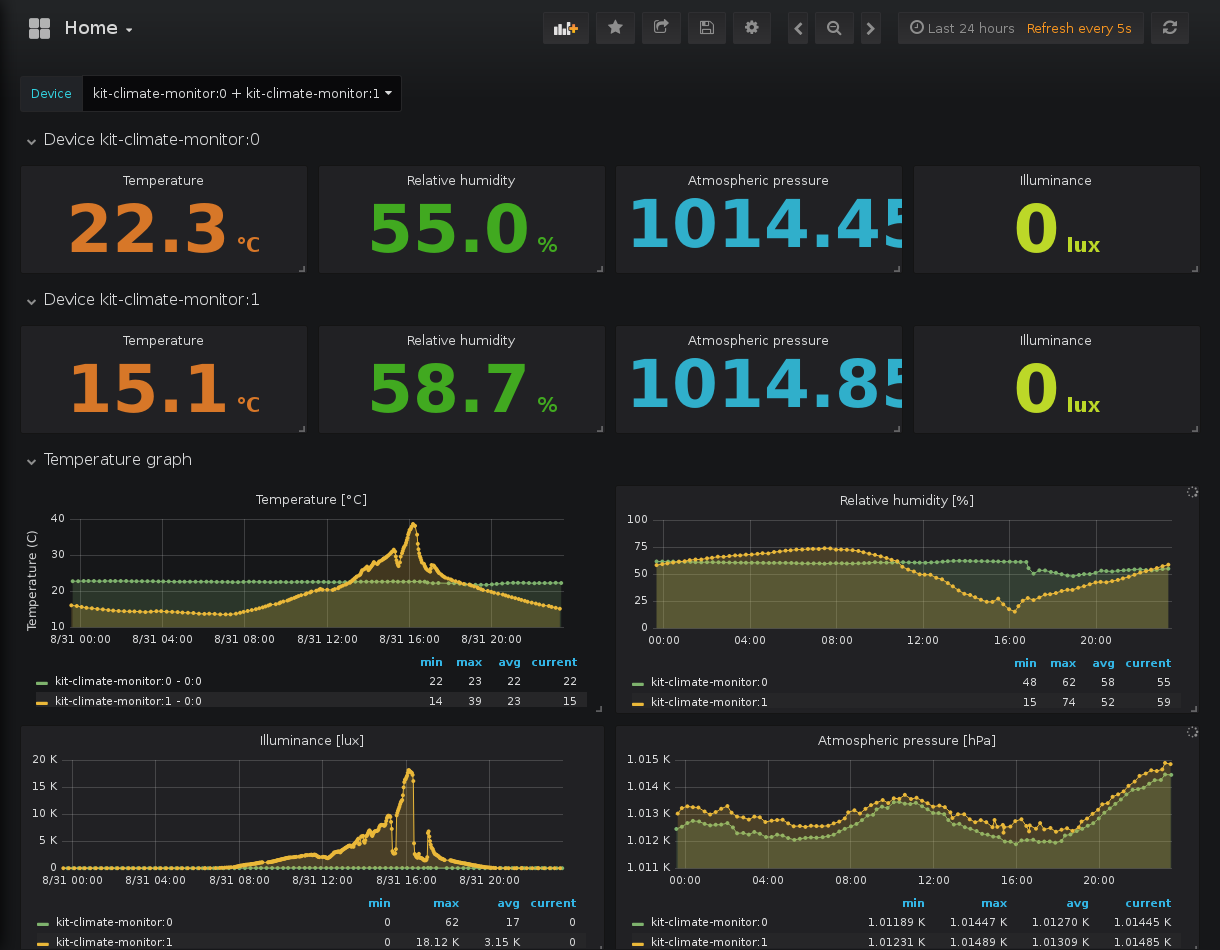 Home
Last 24 hours Refresh every 5s
Device kit-climate-monitor:0 + kit-climate-monitor:1
Device kit-climate-monitor:0
Temperature Relative humidity Atmospheric pressure Illuminance
22.3 °C 55.0 % 1014.45 0 lux
Device kit-climate-monitor:1
Temperature Relative humidity Atmospheric pressure Illuminance
15.1 °C 58.7 % 1014.85 0 lux
Temperature graph
Temperature [°C]
Temperature (C)
40
30
20
10
8/31 00:00 8/31 04:00 8/31 08:00 8/31 12:00 8/31 16:00 8/31 20:00
min max avg current
kit-climate-monitor:0 - 0:0 22 23 22 22
kit-climate-monitor:1 - 0:0 14 39 23 15
Relative humidity [%]
100
75
50
25
0
00:00 04:00 08:00 12:00 16:00 20:00
min max avg current
kit-climate-monitor:0 48 62 58 55
kit-climate-monitor:1 15 74 52 59
Illuminance [lux]
20 K
15 K
10 K
5 K
0
8/31 00:00 8/31 04:00 8/31 08:00 8/31 12:00 8/31 16:00 8/31 20:00
min max avg current
kit-climate-monitor:0 0 62 17 0
kit-climate-monitor:1 0 18.12 K 3.15 K 0
Atmospheric pressure [hPa]
1.015 K
1.014 K
1.013 K
1.012 K
1.011 K
00:00 04:00 08:00 12:00 16:00 20:00
min max avg current
kit-climate-monitor:0 1.01189 K 1.01447 K 1.01270 K 1.01445 K
kit-climate-monitor:1 1.01231 K 1.01489 K 1.01309 K 1.01485 K